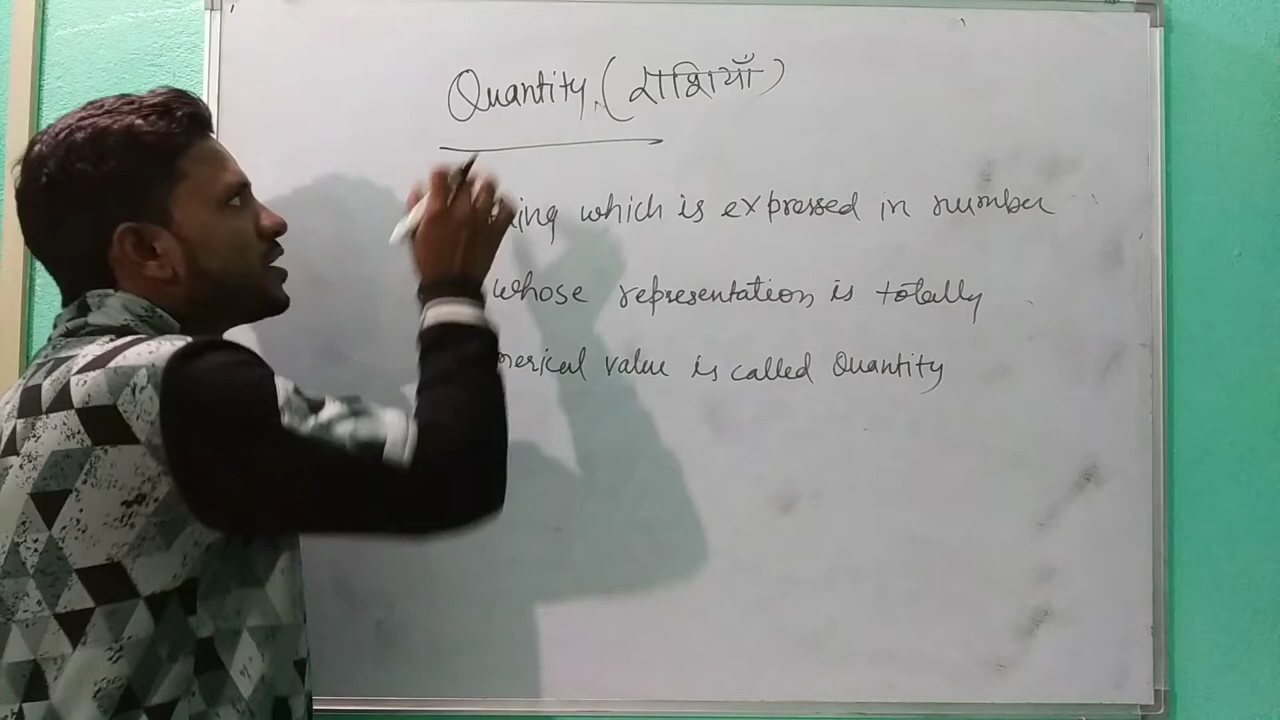 Quantity (राशियाँ)
which is expressed in number
whose representation is totally
value is called Quantity